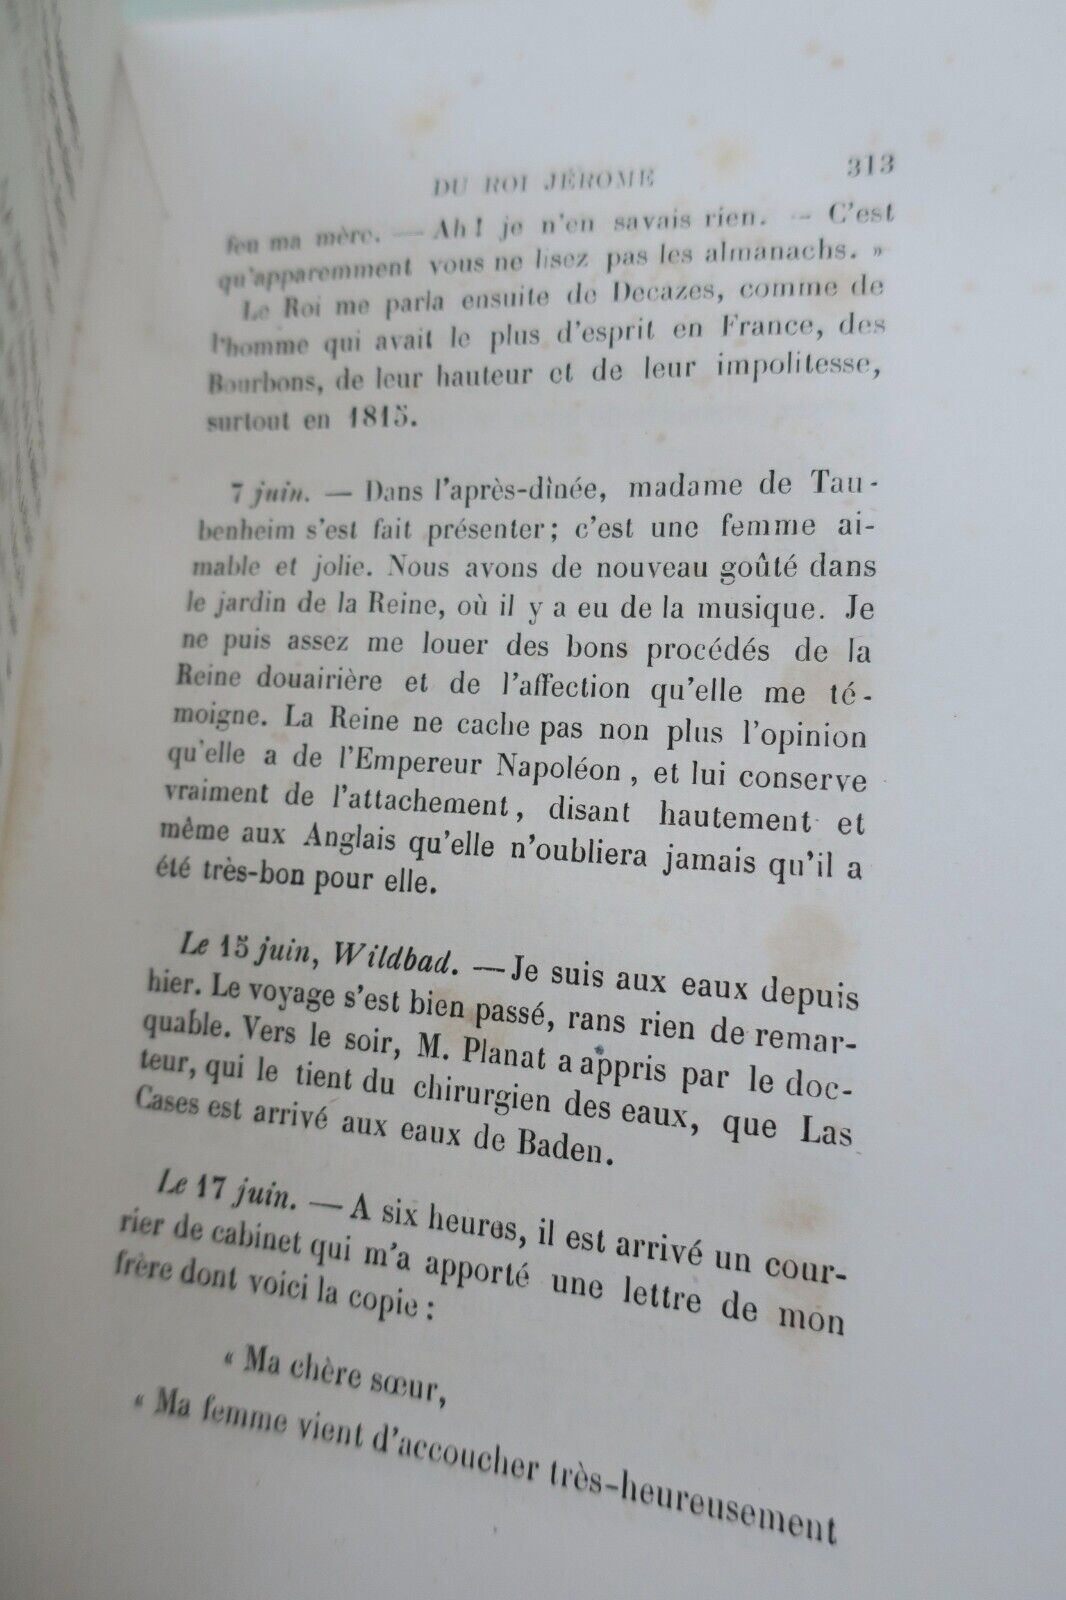 DU ROI JÉROME 313
feu ma mère. — Ah! je n'en savais rien. — C'est
qu'apparemment vous ne lisez pas les almanachs. »
Le Roi me parla ensuite de Decazes, comme de
l'homme qui avait le plus d'esprit en France, des
Bourbons, de leur hauteur et de leur impolitesse,
surtout en 1815.
7 juin. — Dans l'après-dînée, madame de Tau-
benheim s'est fait présenter; c'est une femme ai-
mable et jolie. Nous avons de nouveau goûté dans
le jardin de la Reine, où il y a eu de la musique. Je
ne puis assez me louer des bons procédés de la
Reine douairière et de l'affection qu'elle me té-
moigne. La Reine ne cache pas non plus l'opinion
qu'elle a de l'Empereur Napoléon, et lui conserve
vraiment de l'attachement, disant hautement et
même aux Anglais qu'elle n'oubliera jamais qu'il a
été très-bon pour elle.
Le 15 juin, Wildbad. — Je suis aux eaux depuis
hier. Le voyage s'est bien passé, rans rien de remar-
quable. Vers le soir, M. Planat a appris par le doc-
teur, qui le tient du chirurgien des eaux, que Las
Cases est arrivé aux eaux de Baden.
Le 17 juin. — A six heures, il est arrivé un cour-
rier de cabinet qui m'a apporté une lettre de mon
frère dont voici la copie :
« Ma chère sœur,
« Ma femme vient d'accoucher très-heureusement